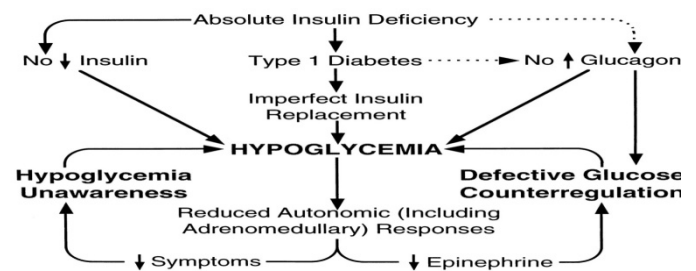 Absolute Insulin Deficiency
No ↓ Insulin
Type 1 Diabetes
No ↑ Glucagon
Imperfect Insulin
Replacement
HYPOGLYCEMIA
Hypoglycemia
Unawareness
Defective Glucose
Counterregulation
Reduced Autonomic (Including
Adrenomedullary) Responses
↓ Symptoms
↓ Epinephrine